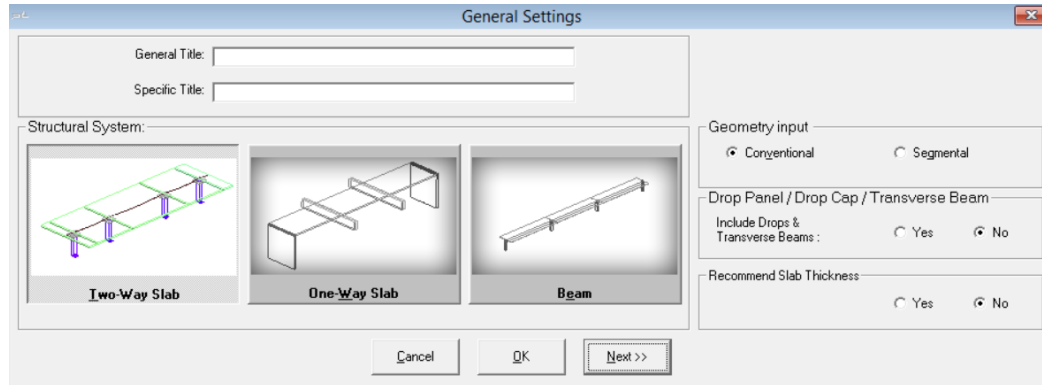 General Settings
General Title:
Specific Title:
Structural System:
Two-Way Slab
One-Way Slab
Beam
Geometry input
Conventional
Segmental
Drop Panel / Drop Cap / Transverse Beam
Include Drops &
Transverse Beams :
Yes
No
Recommend Slab Thickness
Yes
No
Cancel
OK
Next >>